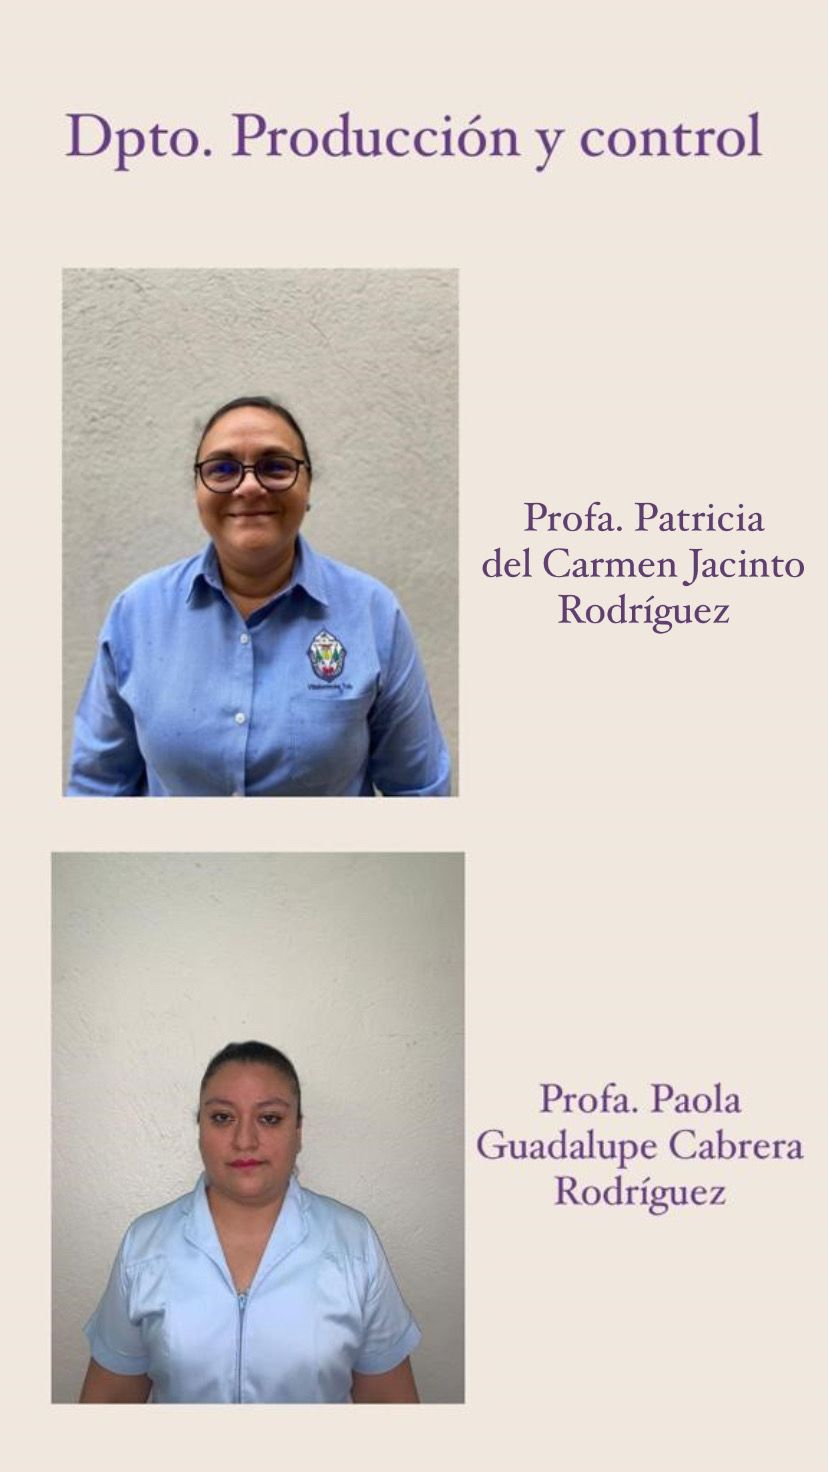 Dpto. Producción y control
Profa. Patricia
del Carmen Jacinto
Rodríguez
Profa. Paola
Guadalupe Cabrera
Rodríguez